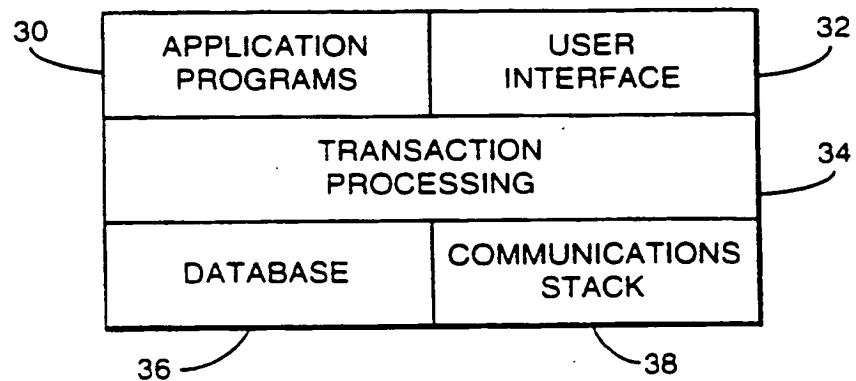 30
APPLICATION
PROGRAMS
USER
INTERFACE
32
TRANSACTION
PROCESSING
34
DATABASE
COMMUNICATIONS
STACK
36
38